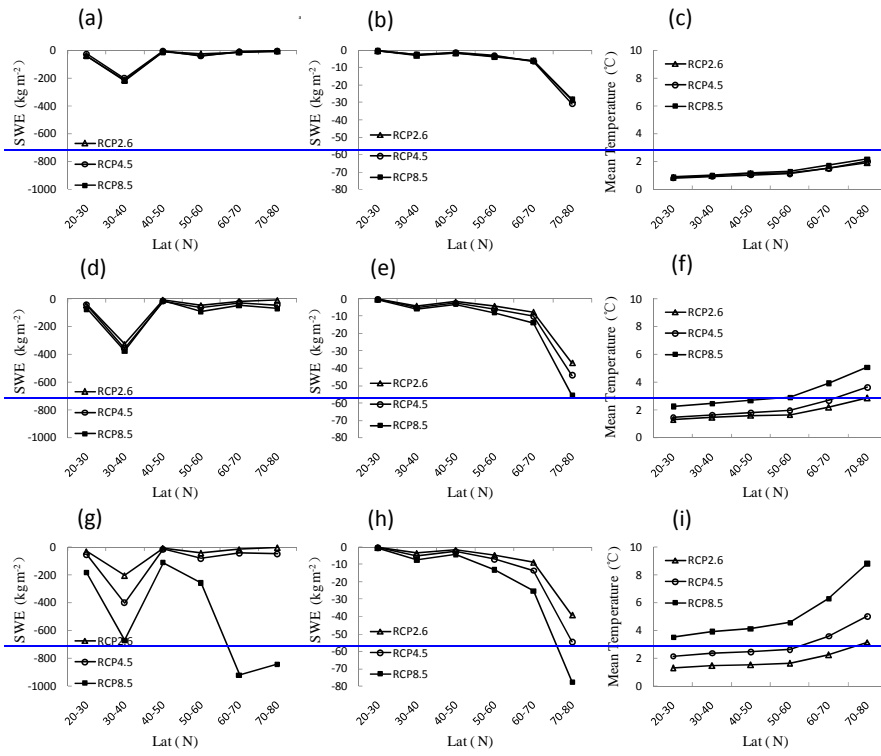 (a)
SWE (kg m-2)
0
-200
-400
-600
-800
-1000
RCP2.6
RCP4.5
RCP8.5
20-30
30-40
40-50
50-60
60-70
70-80
Lat ( N)
(b)
SWE (kg m-2)
0
-10
-20
-30
-40
-50
-60
-70
-80
RCP2.6
RCP4.5
RCP8.5
20-30
30-40
40-50
50-60
60-70
70-80
Lat ( N)
(c)
Mean Temperature (℃)
10
8
6
4
2
0
RCP2.6
RCP4.5
RCP8.5
20-30
30-40
40-50
50-60
60-70
70-80
Lat ( N)
(d)
SWE (kg m-2)
0
-200
-400
-600
-800
-1000
RCP2.6
RCP4.5
RCP8.5
20-30
30-40
40-50
50-60
60-70
70-80
Lat ( N)
(e)
SWE (kg m-2)
0
-10
-20
-30
-40
-50
-60
-70
-80
RCP2.6
RCP4.5
RCP8.5
20-30
30-40
40-50
50-60
60-70
70-80
Lat ( N)
(f)
Mean Temperature (℃)
10
8
6
4
2
0
RCP2.6
RCP4.5
RCP8.5
20-30
30-40
40-50
50-60
60-70
70-80
Lat ( N)
(g)
SWE (kg m-2)
0
-200
-400
-600
-800
-1000
RCP2.6
RCP4.5
RCP8.5
20-30
30-40
40-50
50-60
60-70
70-80
Lat ( N)
(h)
SWE (kg m-2)
0
-10
-20
-30
-40
-50
-60
-70
-80
RCP2.6
RCP4.5
RCP8.5
20-30
30-40
40-50
50-60
60-70
70-80
Lat ( N)
(i)
Mean Temperature (℃)
10
8
6
4
2
0
RCP2.6
RCP4.5
RCP8.5
20-30
30-40
40-50
50-60
60-70
70-80
Lat ( N)